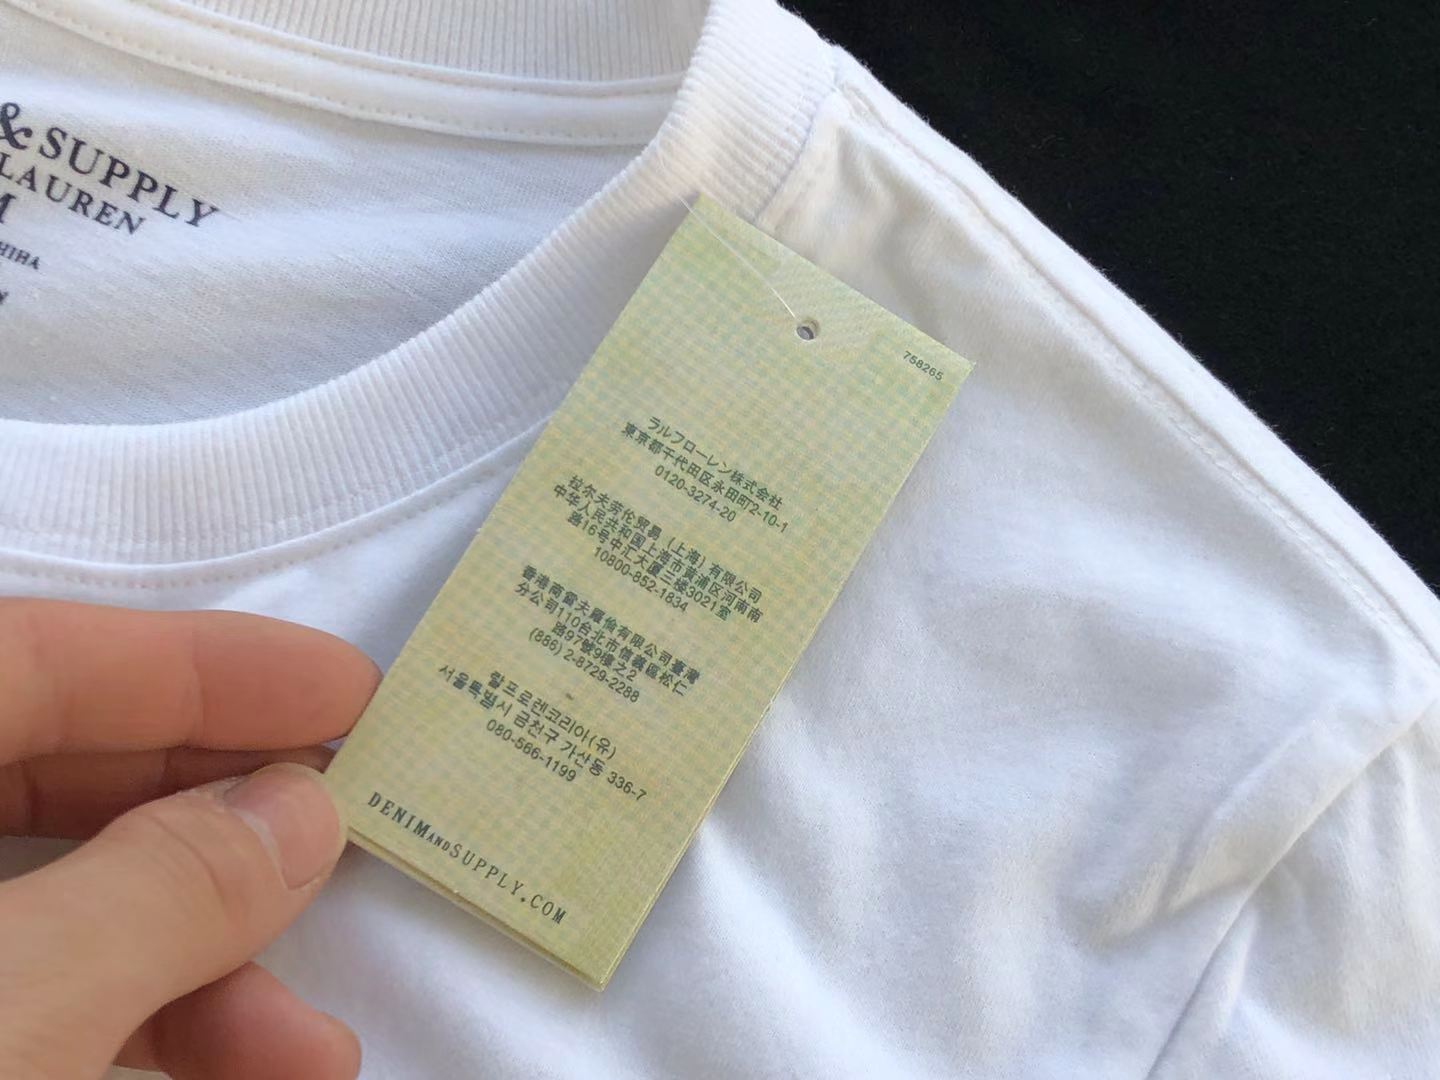 & SUPPLY
LAUREN
M
758265
ラルフローレン株式会社
東京都千代田区永田町2-10-1
0120-3274-20
拉尔夫劳伦贸易(上海)有限公司
中华人民共和国上海市黄浦区河南南
路16号中汇大厦三楼3021室
10800-852-1834
香港商雷夫羅倫有限公司臺灣
分公司110台北市信義區松仁
路97號9樓之2
(886) 2-8729-2288
랄프로렌코리아(유)
서울특별시 금천구 가산동 336-7
080-566-1199
DENIM AND SUPPLY.COM